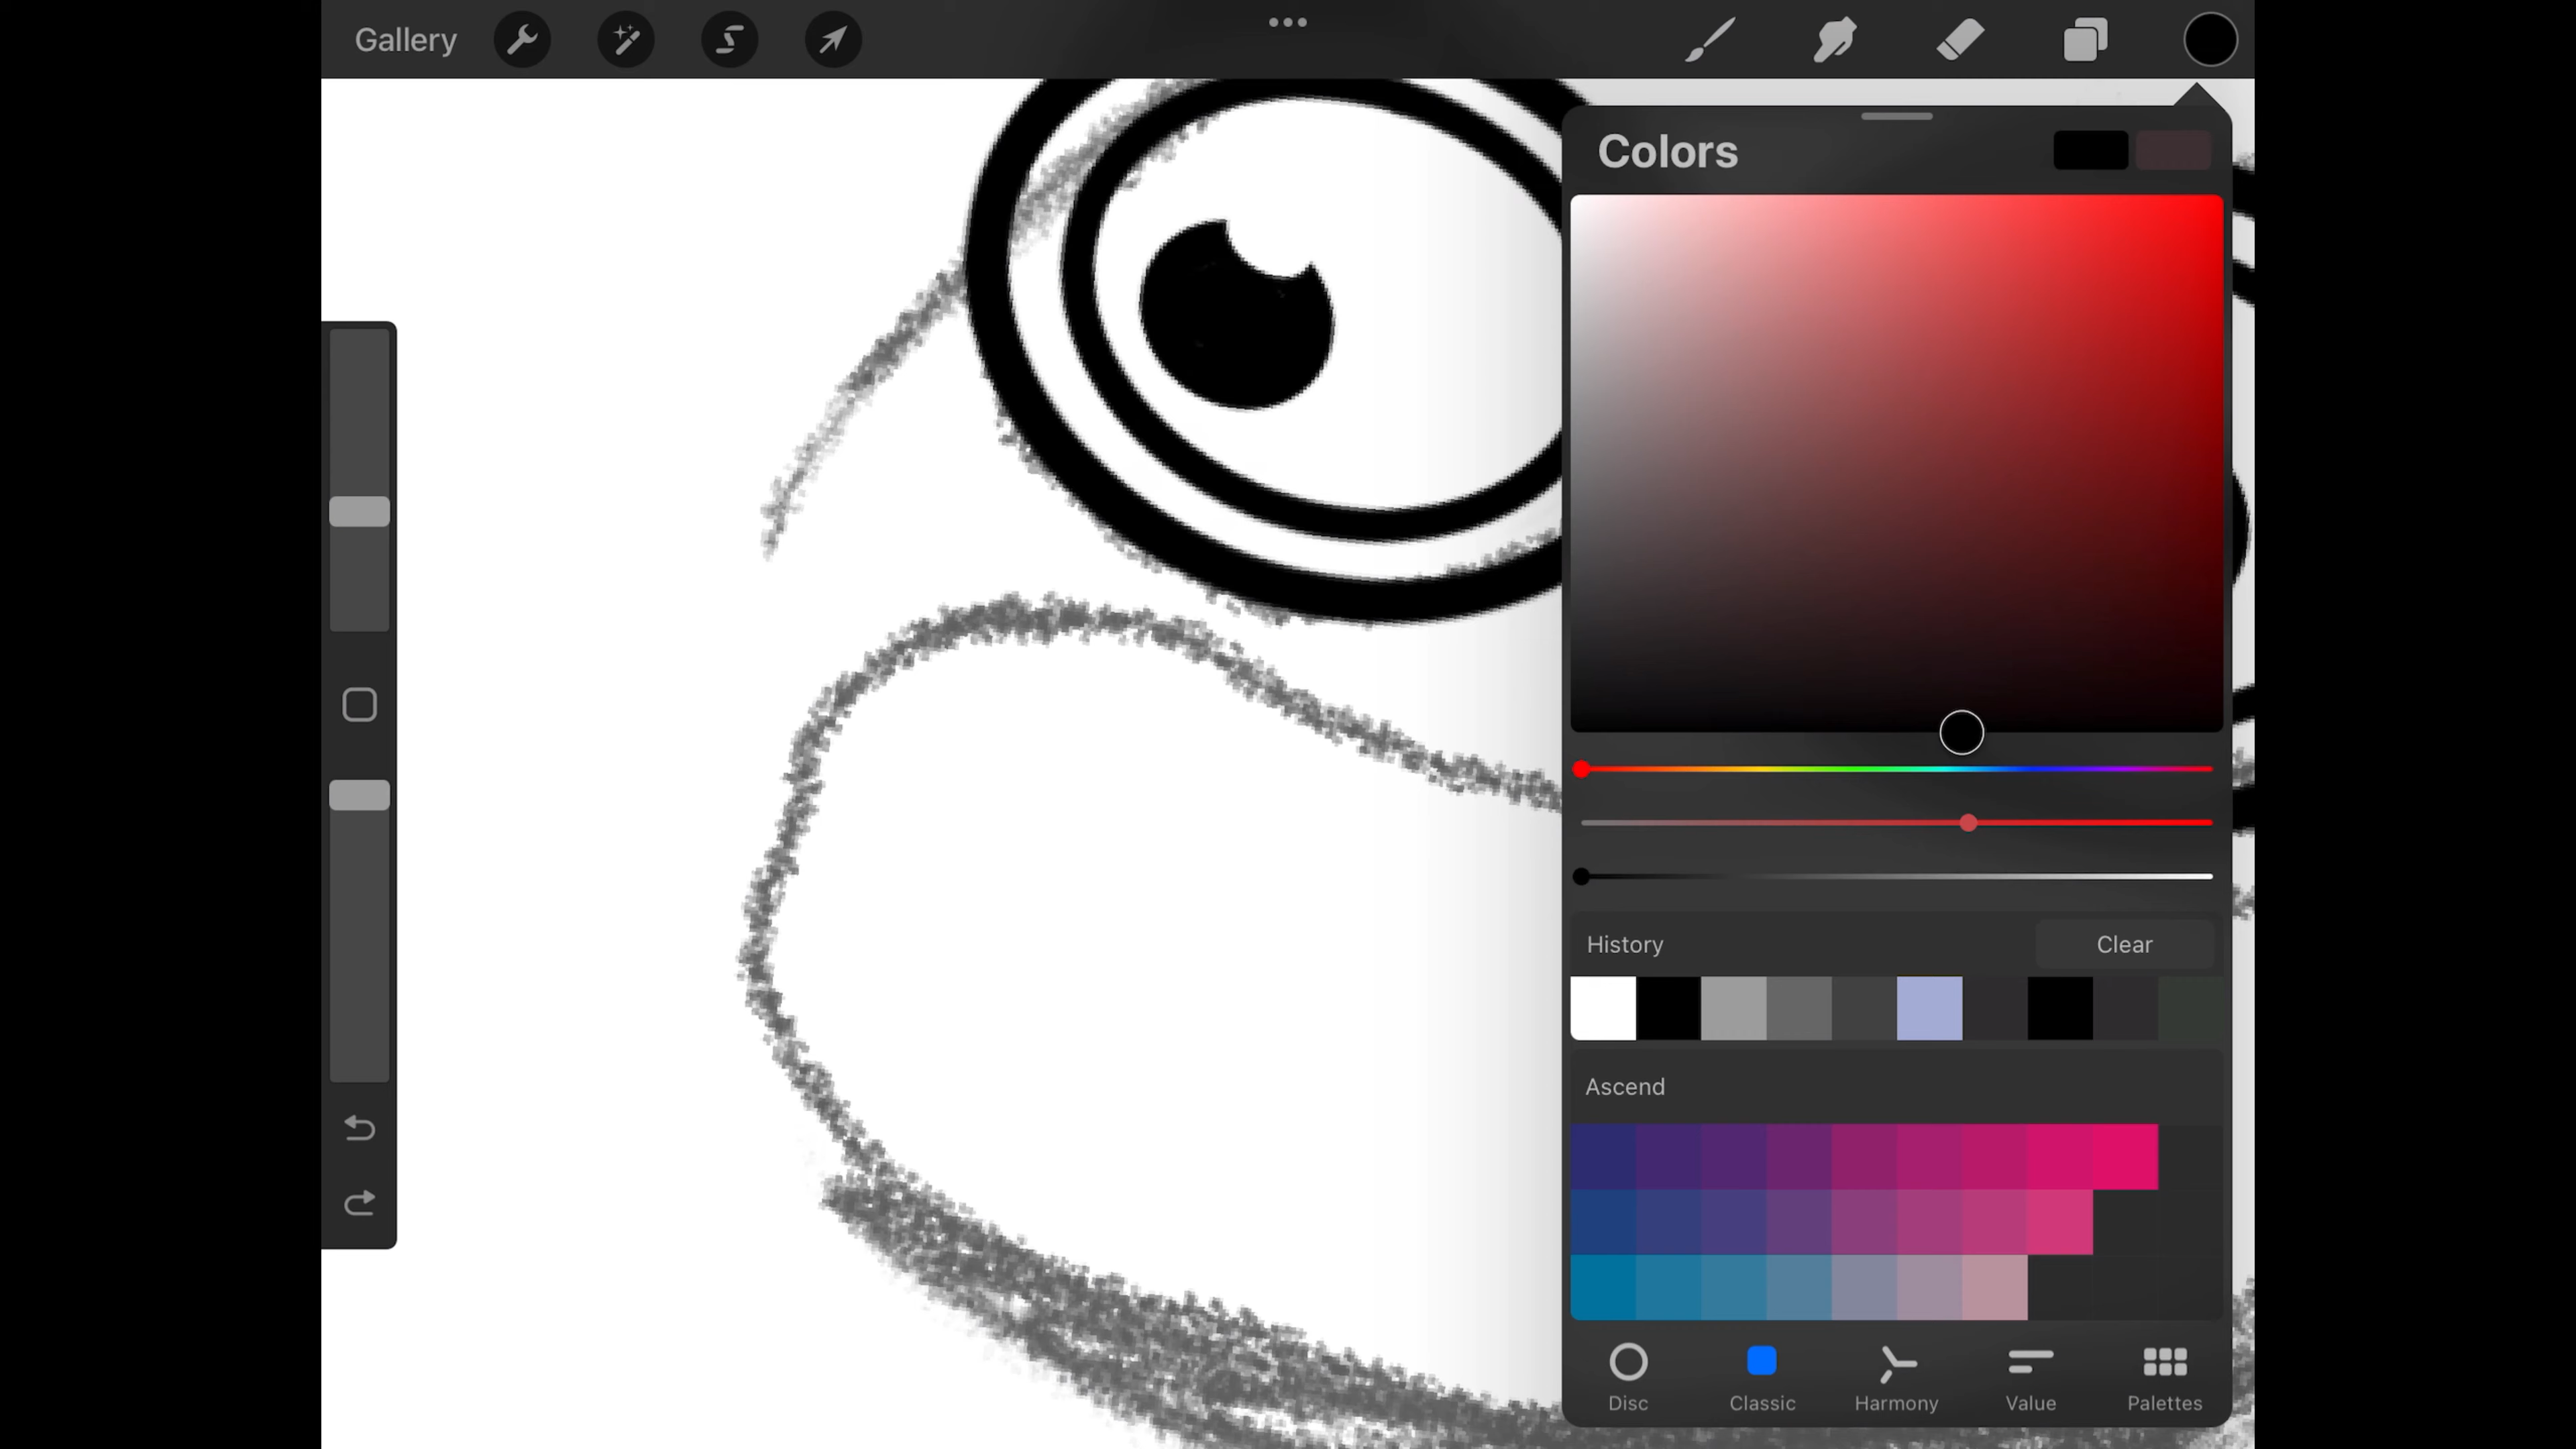 Gallery
Colors
History
Clear
Ascend
Disc
Classic
Harmony
Value
Palettes